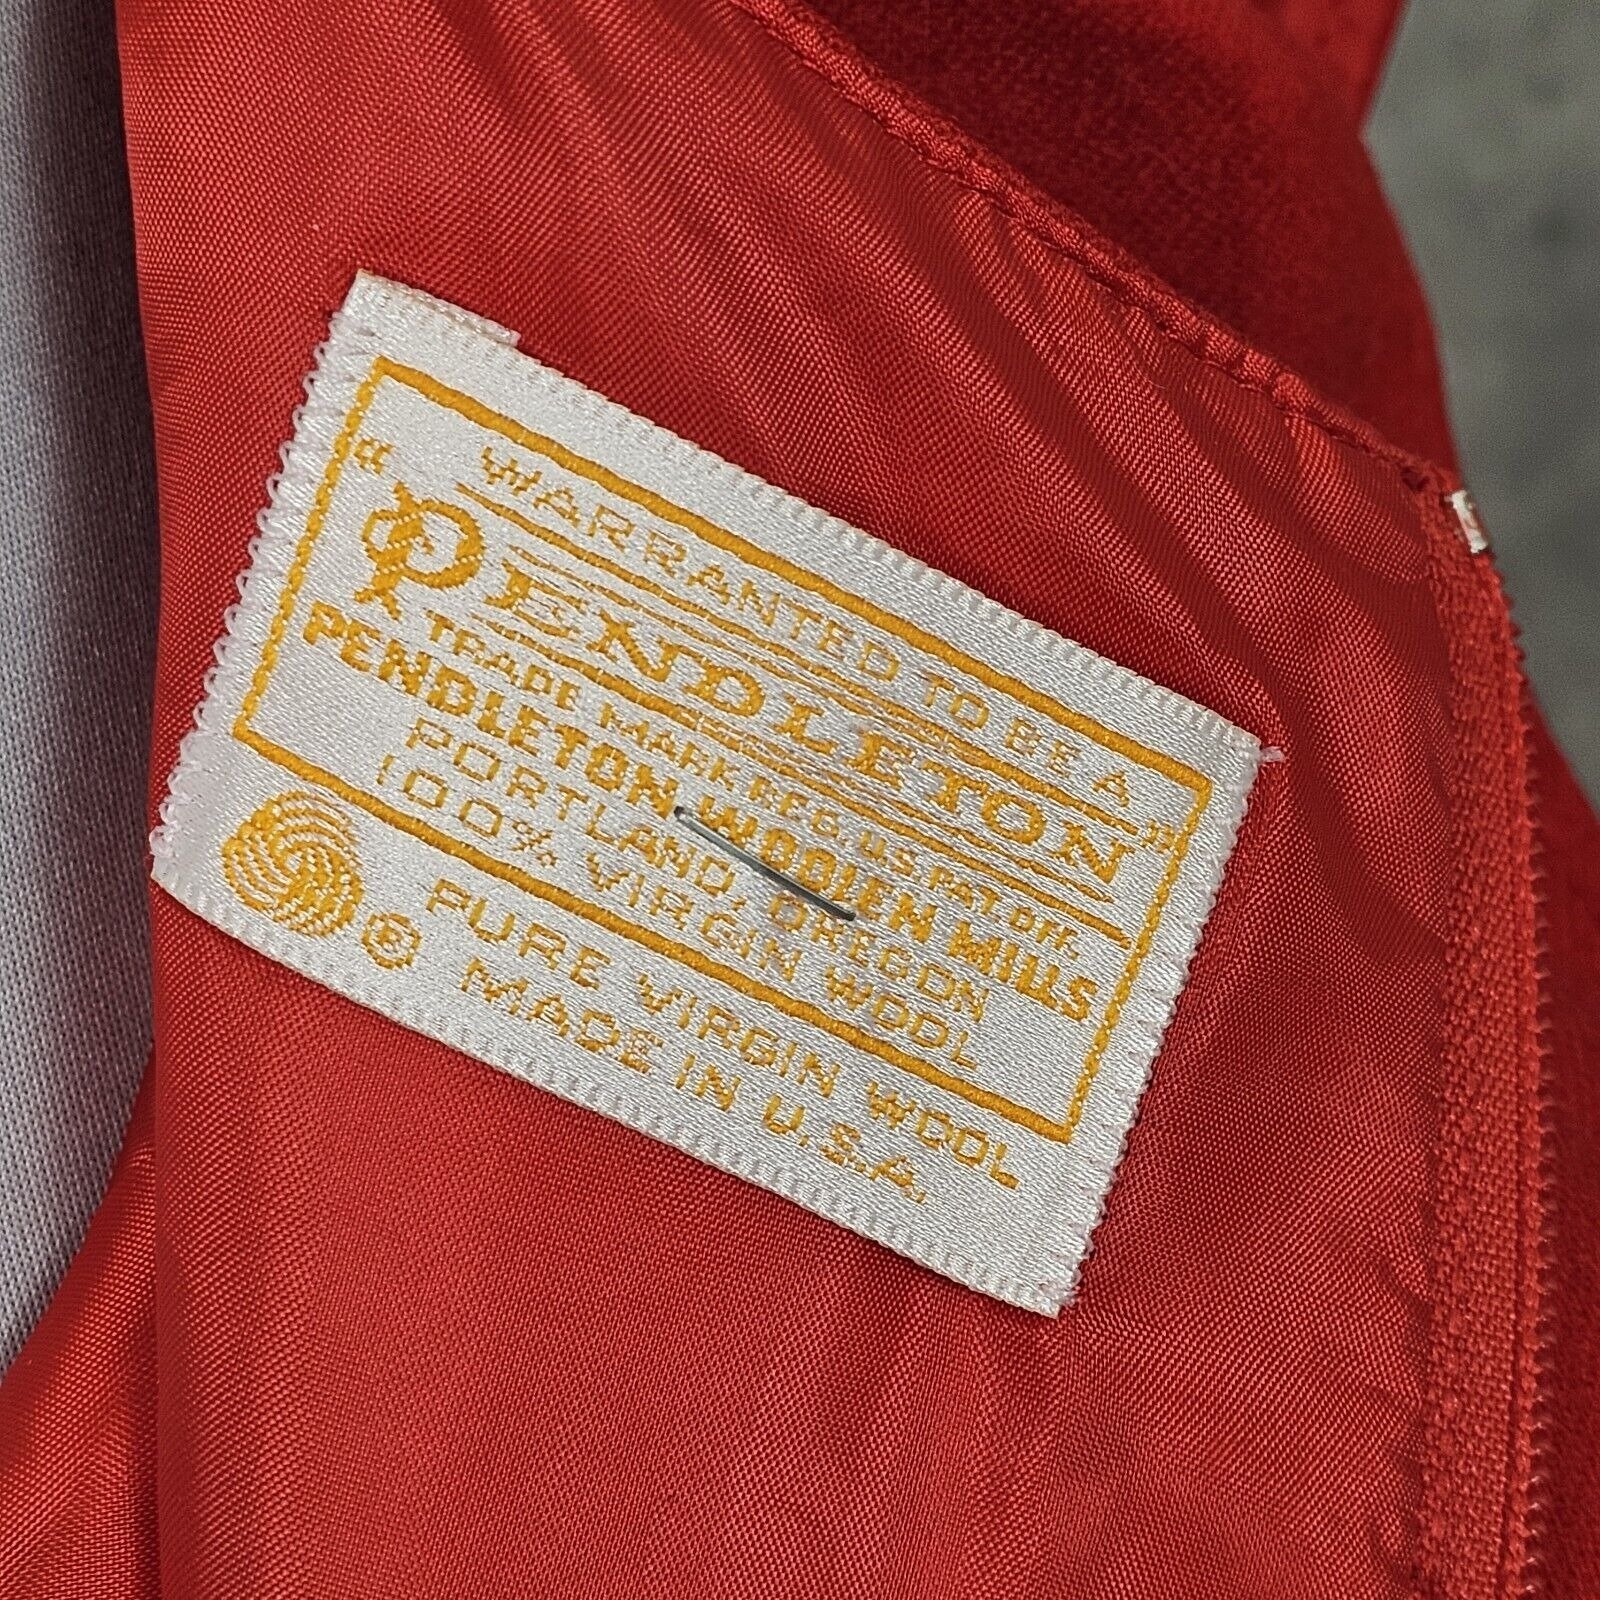 WARRANTED TO BE A
"PENDLETON"
TRADE MARK REG. U.S. PAT. OFF.
PENDLETON WOOLEN MILLS
PORTLAND, OREGON
100% VIRGIN WOOL
PURE VIRGIN WOOL
® MADE IN U.S.A.